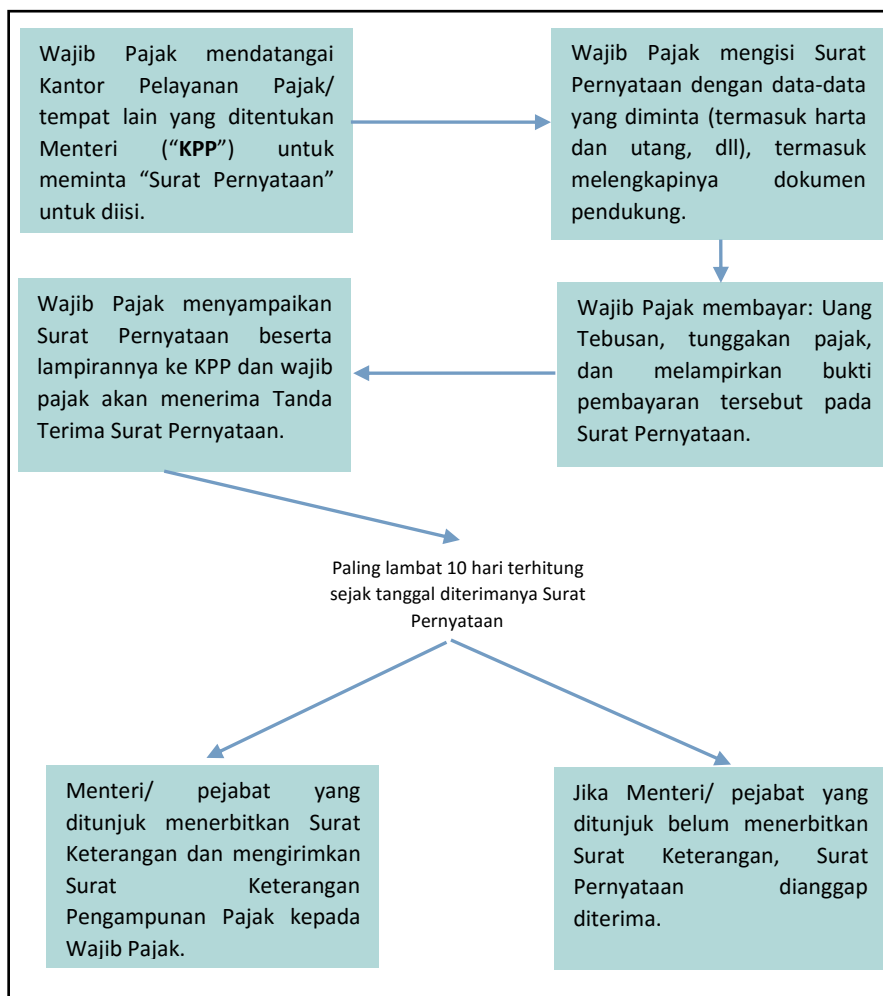 Wajib Pajak mendatangai
Kantor Pelayanan Pajak/
tempat lain yang ditentukan
Menteri (“KPP”) untuk
meminta “Surat Pernyataan”
untuk diisi.
Wajib Pajak mengisi Surat
Pernyataan dengan data-data
yang diminta (termasuk harta
dan utang, dll), termasuk
melengkapinya dokumen
pendukung.
Wajib Pajak membayar: Uang
Tebusan, tunggakan pajak,
dan melampirkan bukti
pembayaran tersebut pada
Surat Pernyataan.
Wajib Pajak menyampaikan
Surat Pernyataan beserta
lampirannya ke KPP dan wajib
pajak akan menerima Tanda
Terima Surat Pernyataan.
Paling lambat 10 hari terhitung
sejak tanggal diterimanya Surat
Pernyataan
Menteri/ pejabat yang
ditunjuk menerbitkan Surat
Keterangan dan mengirimkan
Surat Keterangan
Pengampunan Pajak kepada
Wajib Pajak.
Jika Menteri/ pejabat yang
ditunjuk belum menerbitkan
Surat Keterangan, Surat
Pernyataan dianggap
diterima.